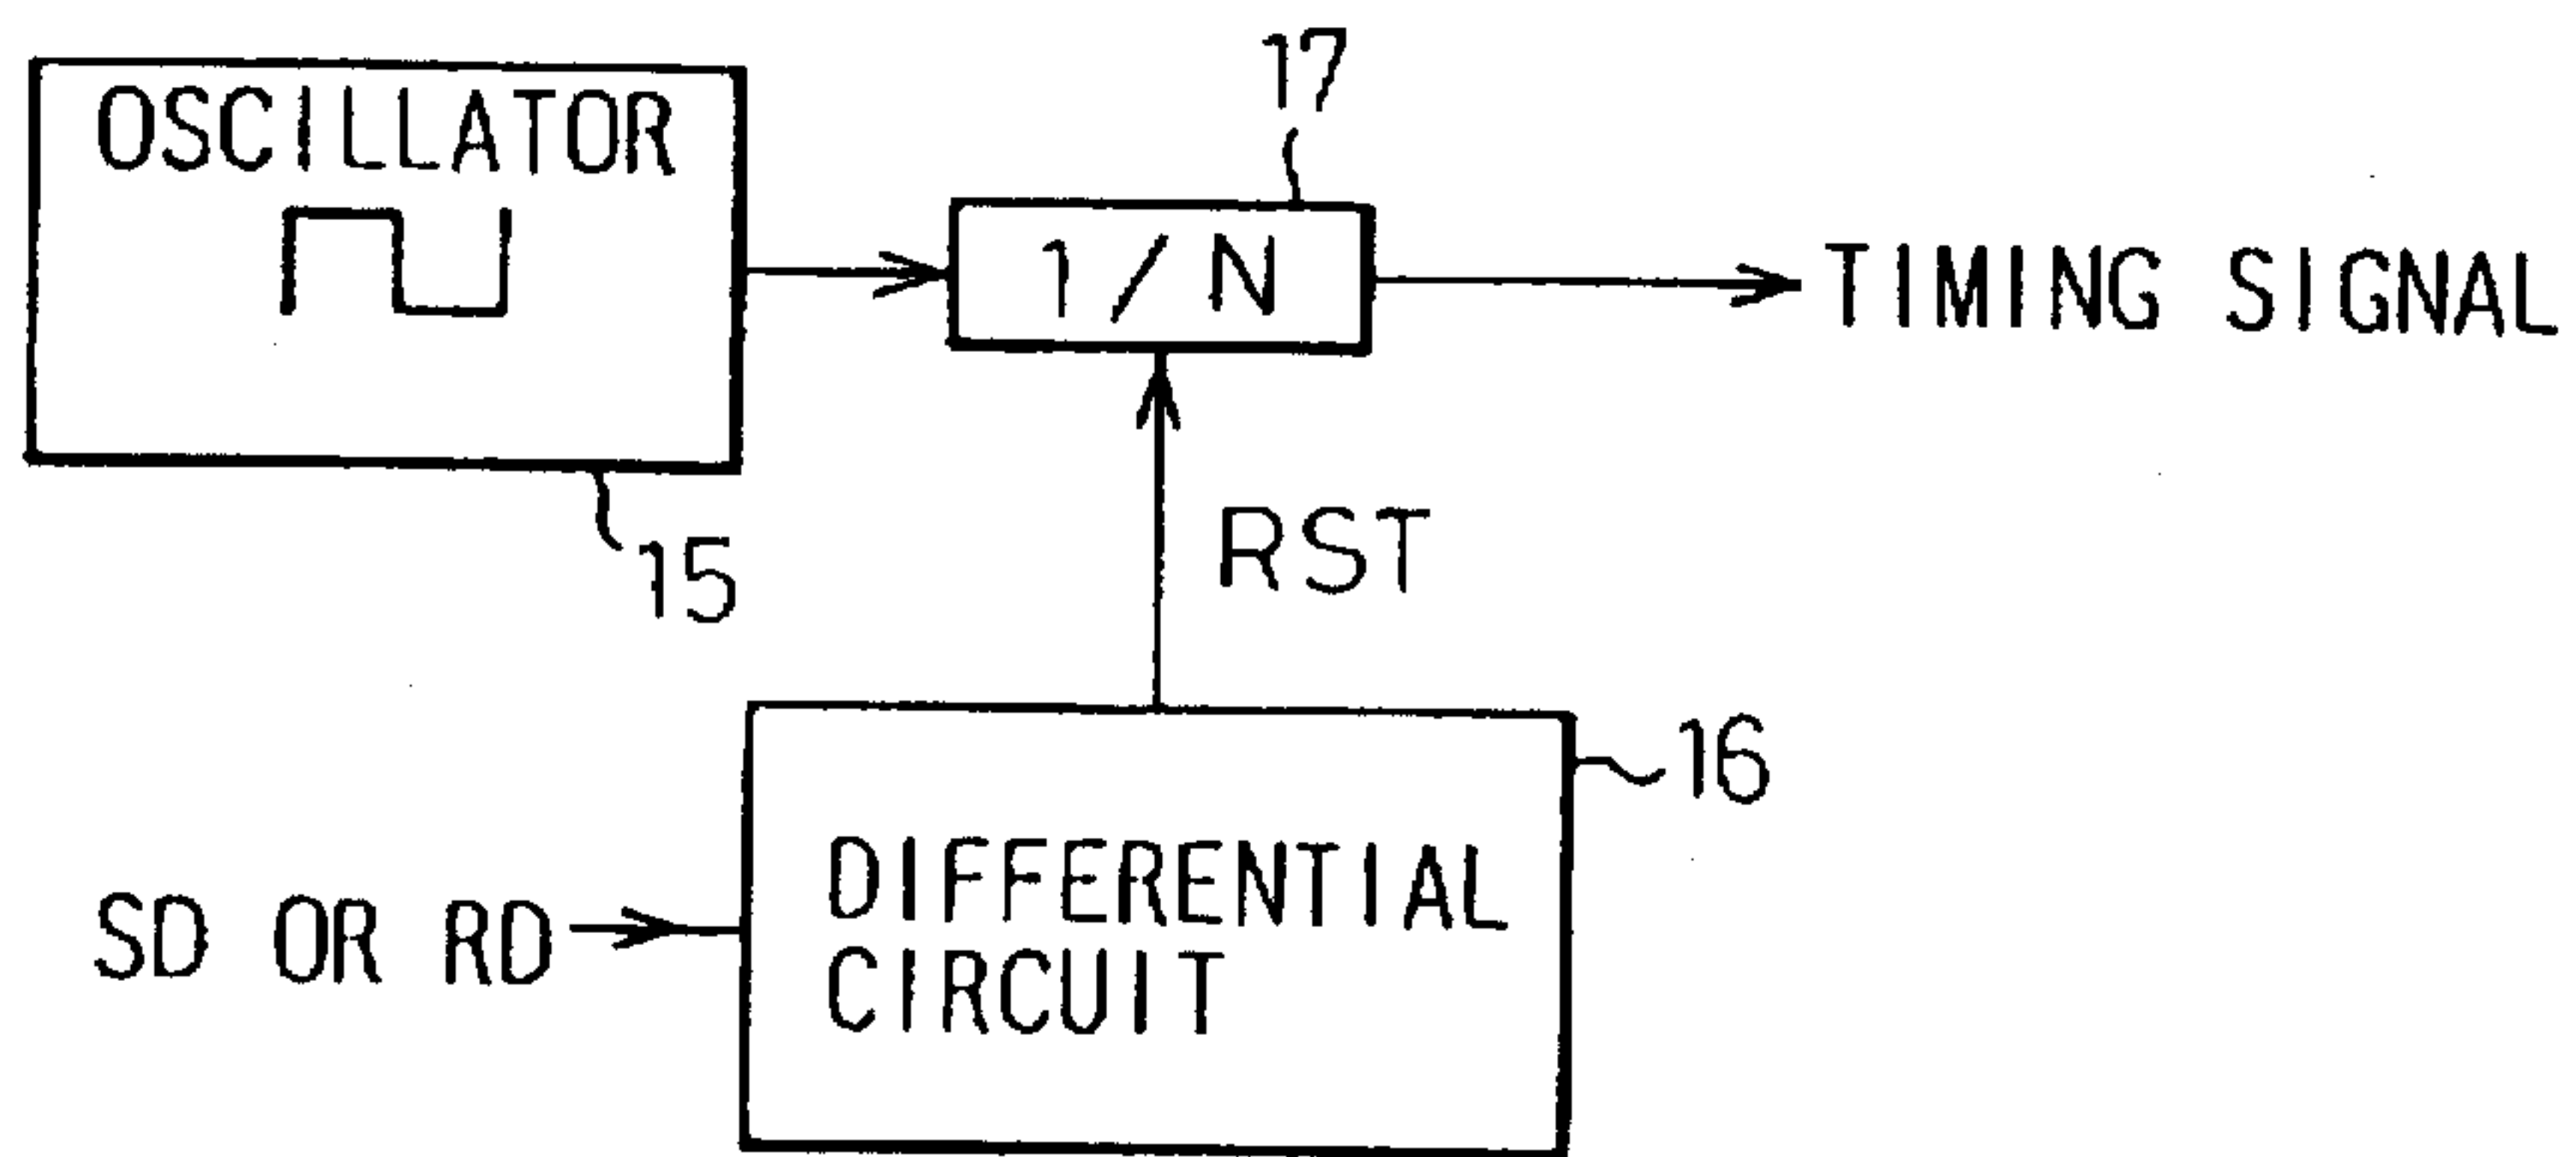 17
OSCILLATOR
1/N
TIMING SIGNAL
RST
15
16
SD OR RD
DIFFERENTIAL
CIRCUIT